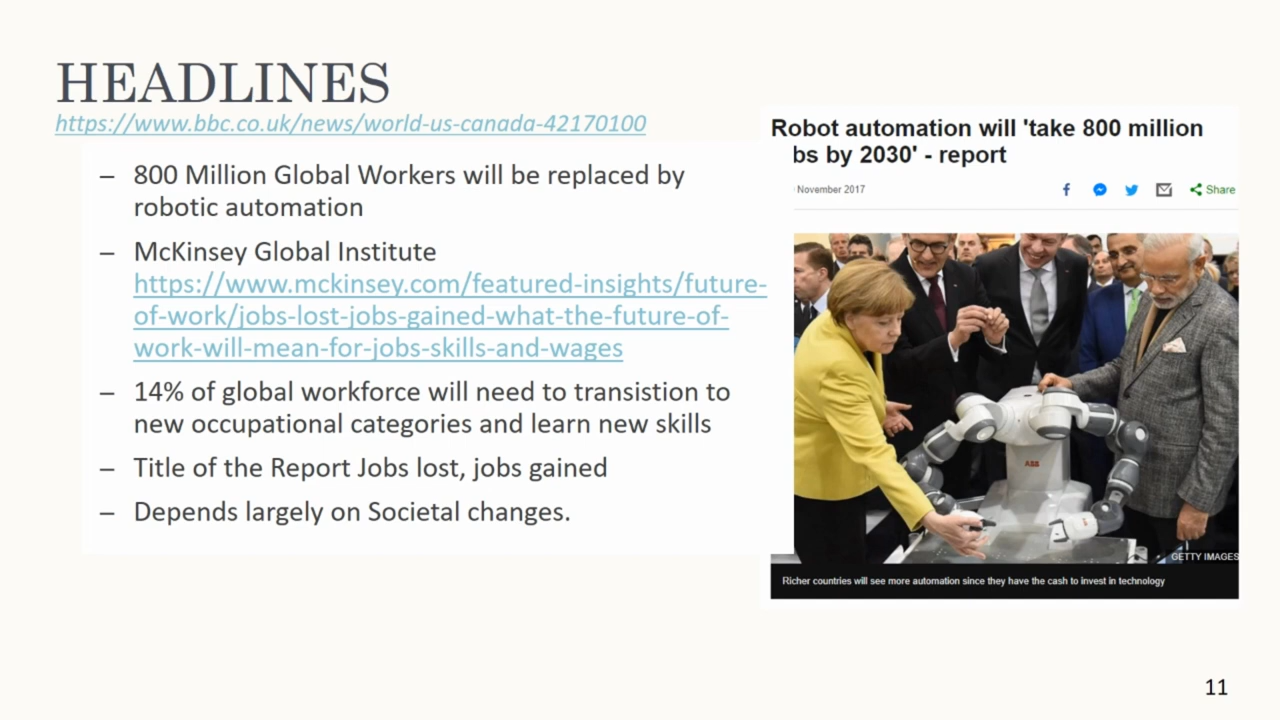 HEADLINES
https://www.bbc.co.uk/news/world-us-canada-42170100
– 800 Million Global Workers will be replaced by
robotic automation
– McKinsey Global Institute
https://www.mckinsey.com/featured-insights/future-
of-work/jobs-lost-jobs-gained-what-the-future-of-
work-will-mean-for-jobs-skills-and-wages
– 14% of global workforce will need to transistion to
new occupational categories and learn new skills
– Title of the Report Jobs lost, jobs gained
– Depends largely on Societal changes.
Robot automation will 'take 800 million
bs by 2030' - report
November 2017
Share
ABB
GETTY IMAGES
Richer countries will see more automation since they have the cash to invest in technology
11